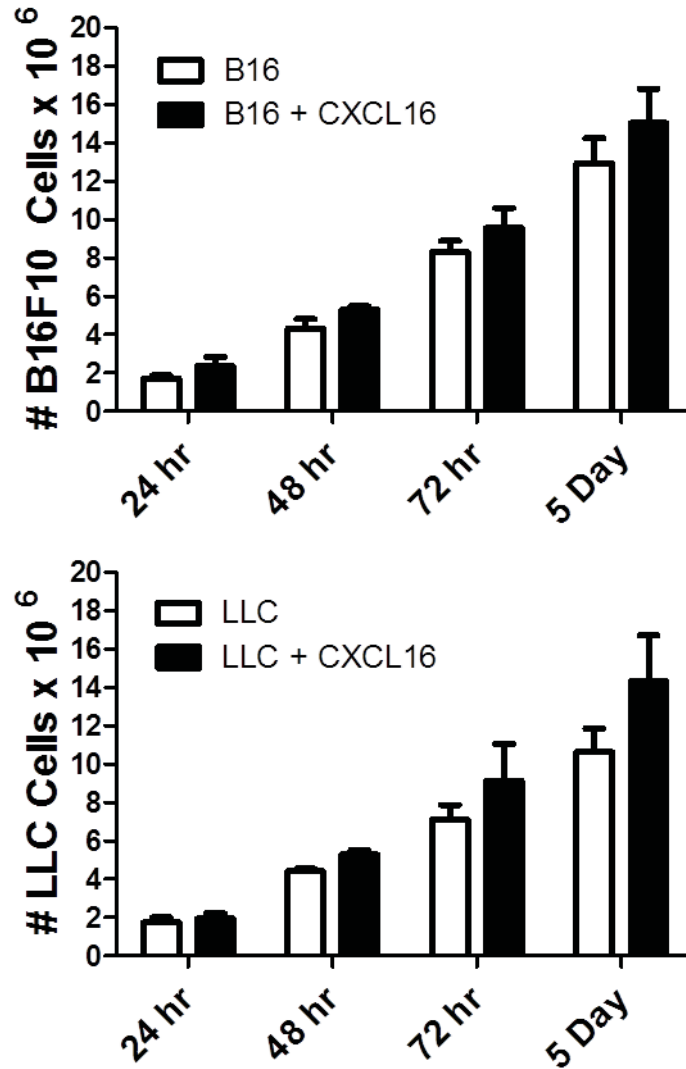 # B16F10 Cells x 10 6
20
18
16
14
12
10
8
6
4
2
0
B16
B16 + CXCL16
24 hr
48 hr
72 hr
5 Day
# LLC Cells x 10 6
20
18
16
14
12
10
8
6
4
2
0
LLC
LLC + CXCL16
24 hr
48 hr
72 hr
5 Day